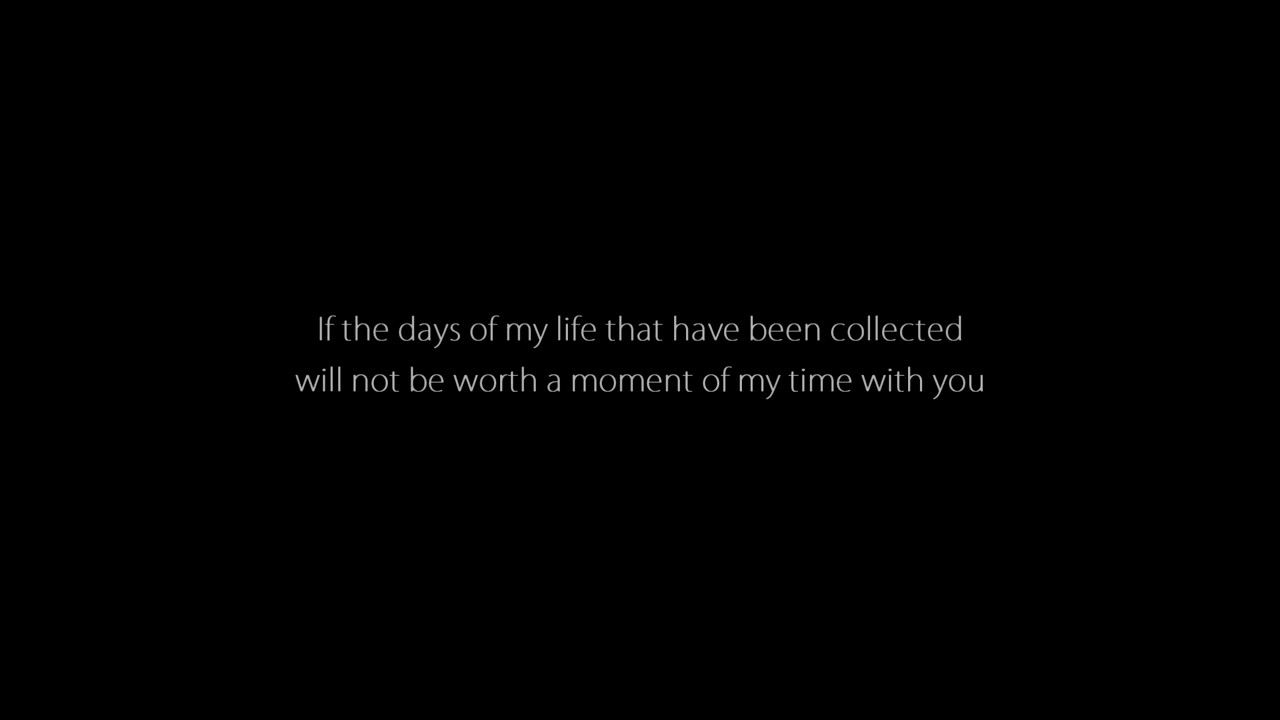 If the days of my life that have been collected
will not be worth a moment of my time with you